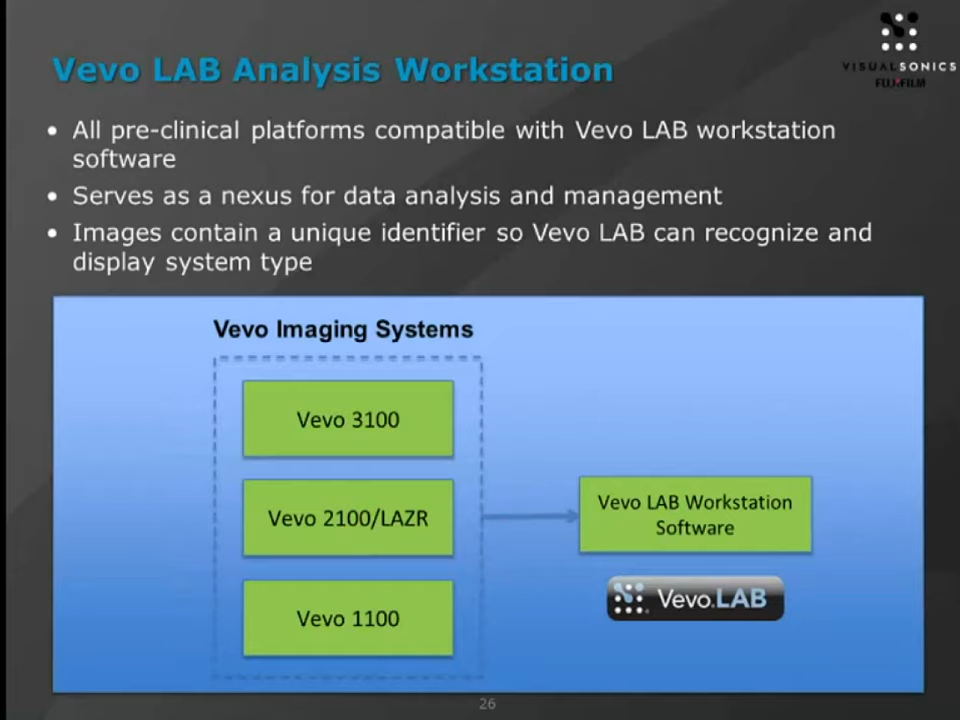 Vevo LAB Analysis Workstation
VISUALSONICS
FUJIFILM
• All pre-clinical platforms compatible with Vevo LAB workstation
software
• Serves as a nexus for data analysis and management
• Images contain a unique identifier so Vevo LAB can recognize and
display system type
Vevo Imaging Systems
Vevo 3100
Vevo 2100/LAZR
Vevo 1100
Vevo LAB Workstation
Software
Vevo.LAB
26